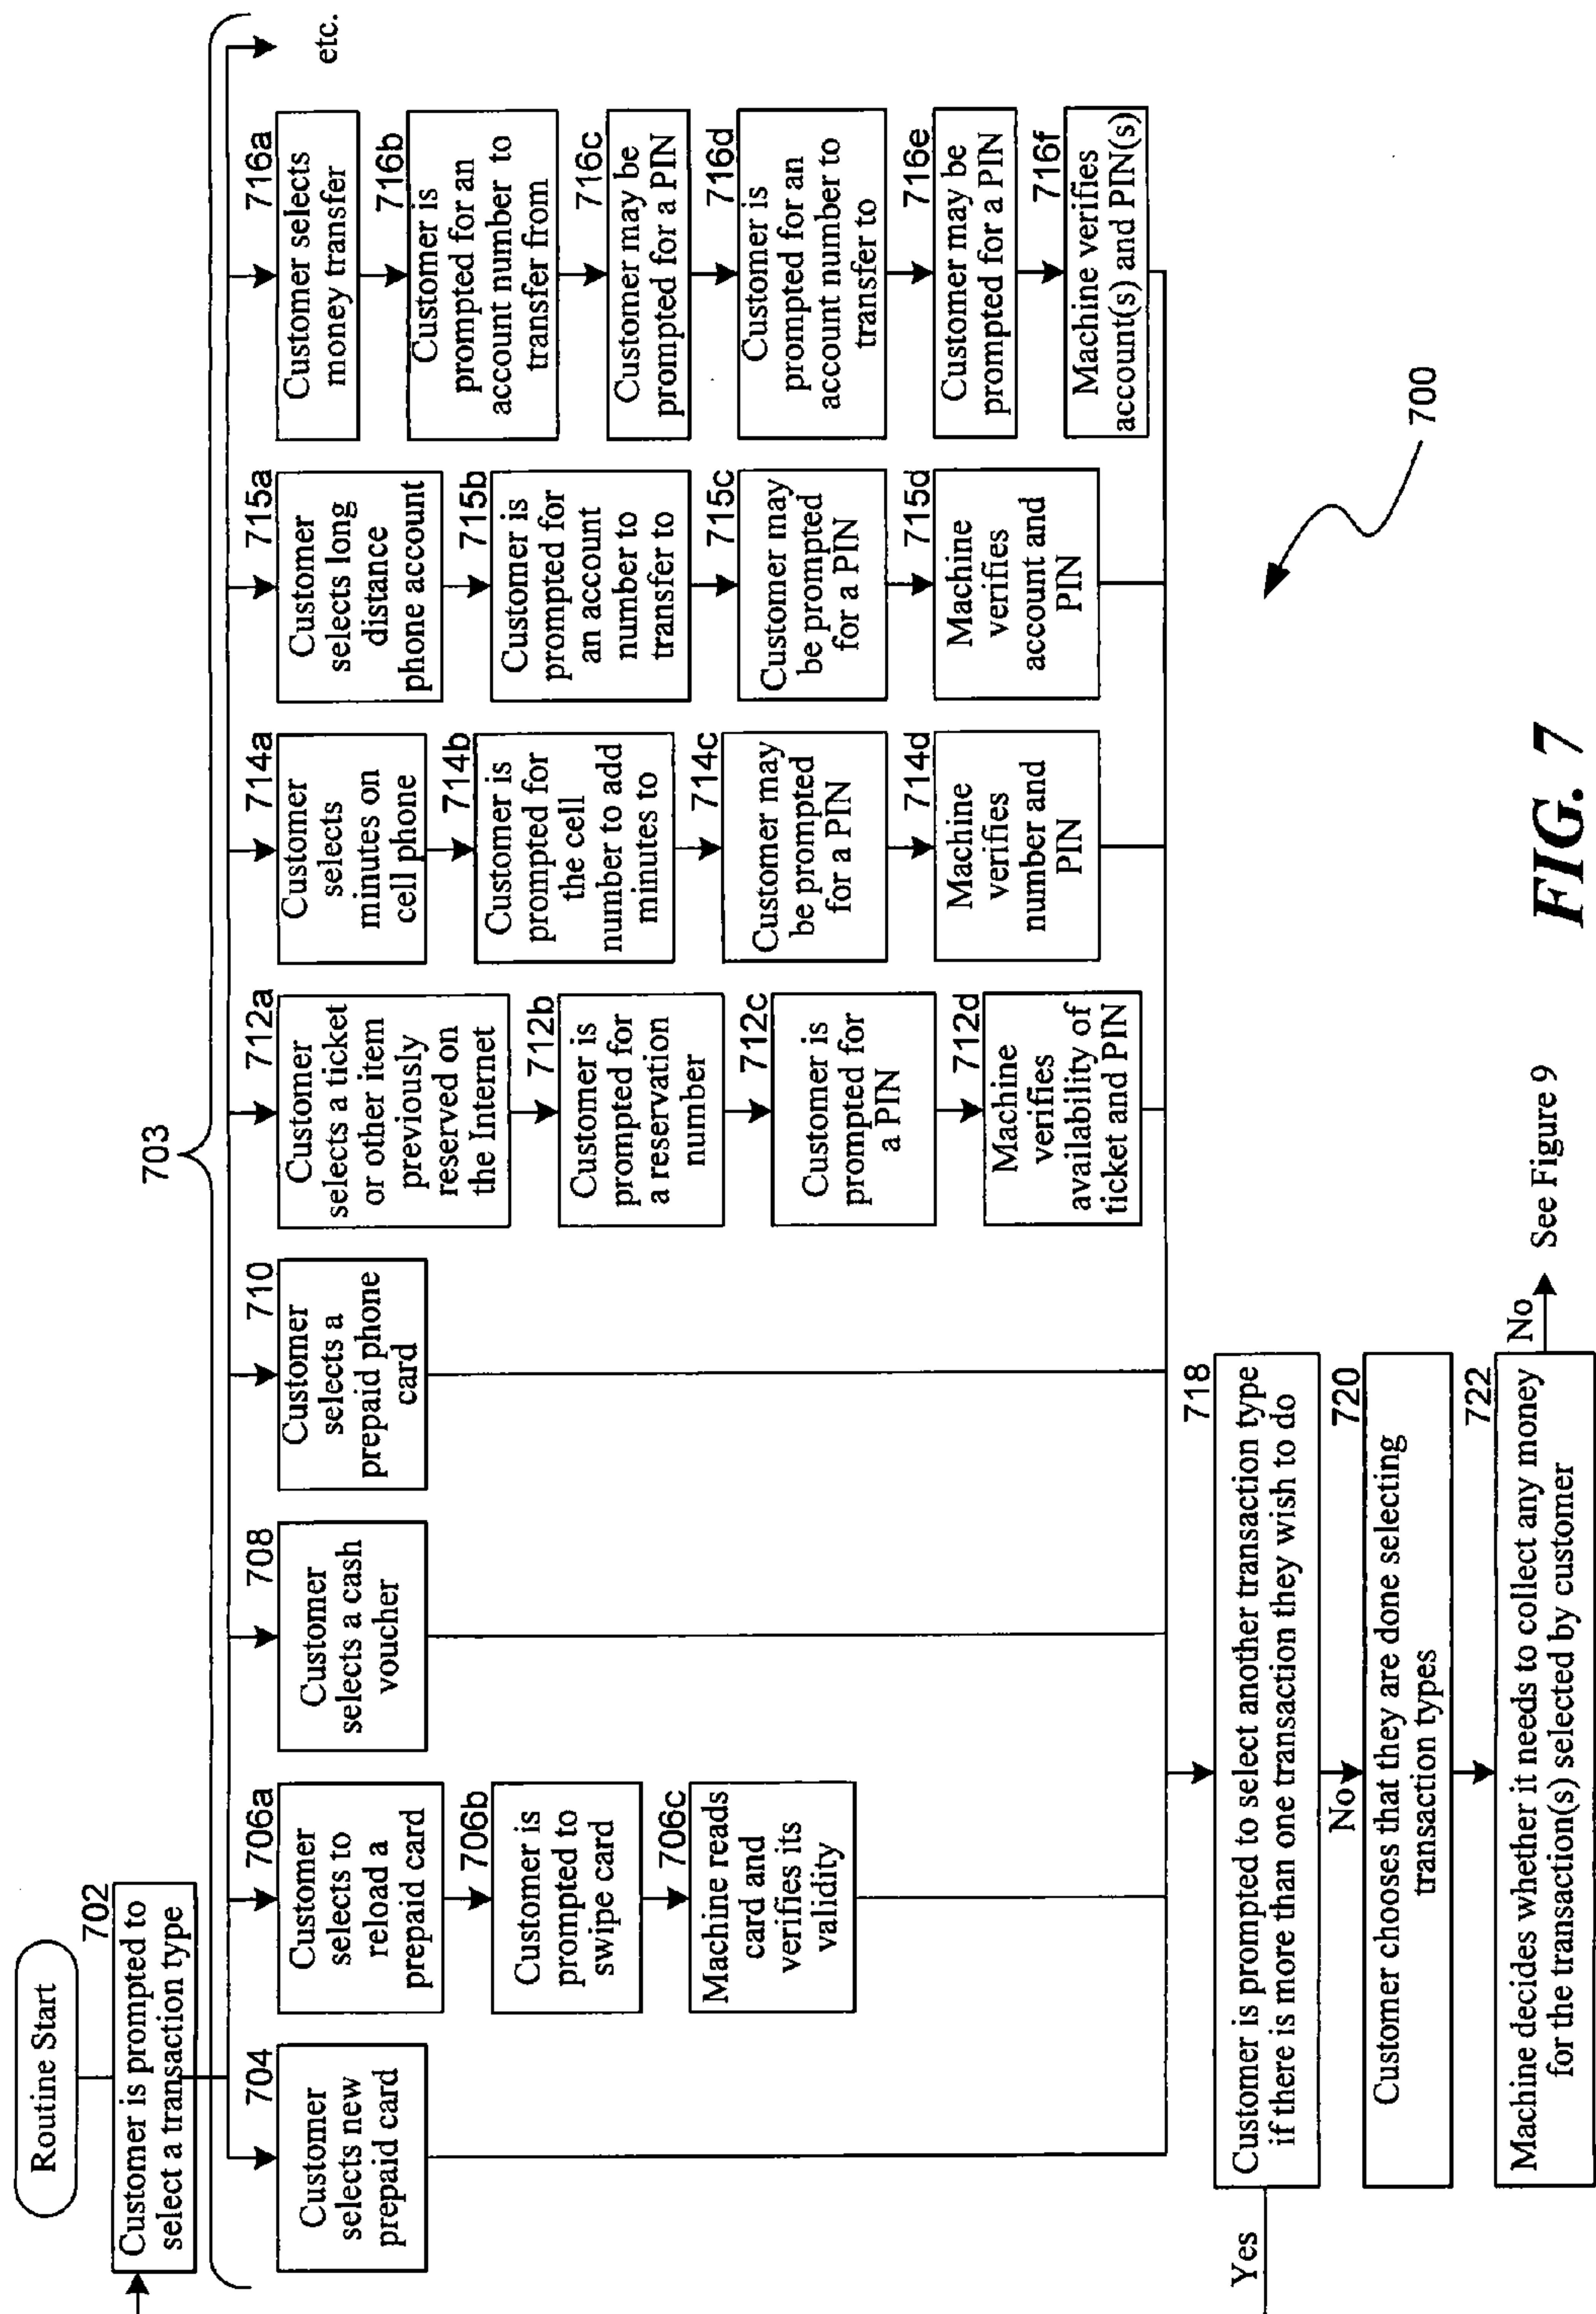 Routine Start
702
Customer is prompted to
select a transaction type
703
704
Customer
selects new
prepaid card
706a
Customer
selects to
reload a
prepaid card
706b
Customer is
prompted to
swipe card
706c
Machine reads
card and
verifies its
validity
708
Customer
selects a cash
voucher
710
Customer
selects a
prepaid phone
card
712a
Customer
selects a ticket
or other item
previously
reserved on
the Internet
712b
Customer is
prompted for
a reservation
number
712c
Customer is
prompted for
a PIN
712d
Machine
verifies
availability of
ticket and PIN
714a
Customer
selects
minutes on
cell phone
714b
Customer is
prompted for
the cell
number to add
minutes to
714c
Customer may
be prompted
for a PIN
714d
Machine
verifies
number and
PIN
715a
Customer
selects long
distance
phone account
715b
Customer is
prompted for
an account
number to
transfer to
715c
Customer may
be prompted
for a PIN
715d
Machine
verifies
account and
PIN
716a
Customer selects
money transfer
716b
Customer is
prompted for an
account number to
transfer from
716c
Customer may be
prompted for a PIN
716d
Customer is
prompted for an
account number to
transfer to
716e
Customer may be
prompted for a PIN
716f
Machine verifies
account(s) and PIN(s)
etc.
718
Customer is prompted to select another transaction type
if there is more than one transaction they wish to do
Yes
No
720
Customer chooses that they are done selecting
transaction types
722
Machine decides whether it needs to collect any money
for the transaction(s) selected by customer
No
See Figure 9
700
FIG. 7